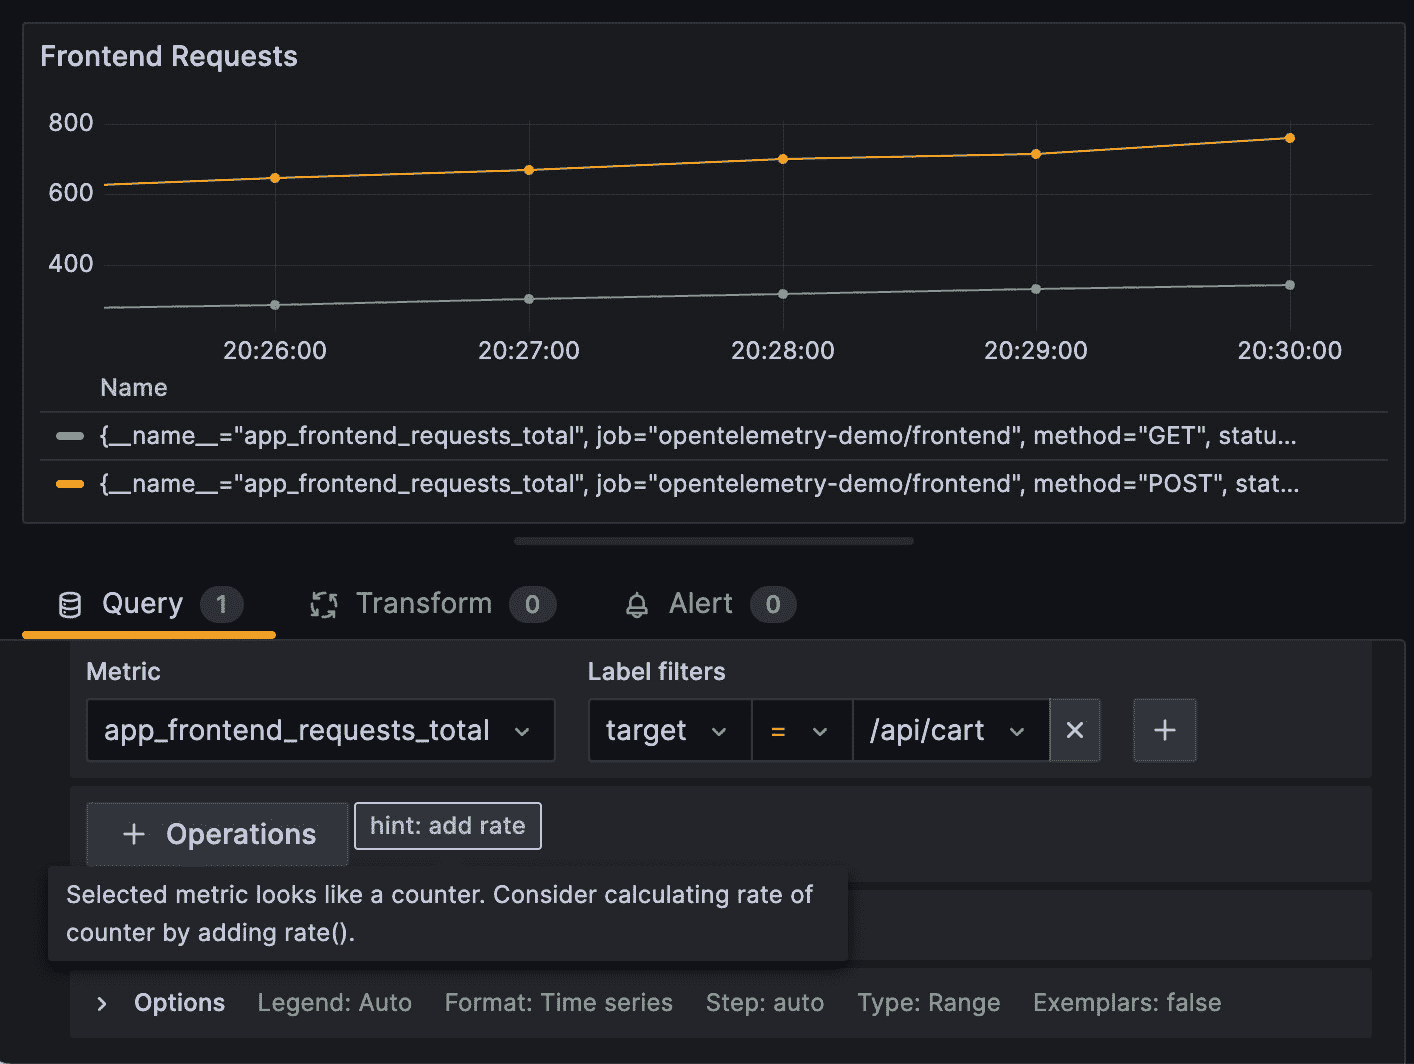 Frontend Requests
800
600
400
20:26:00 20:27:00 20:28:00 20:29:00 20:30:00
Name
{__name__="app_frontend_requests_total", job="opentelemetry-demo/frontend", method="GET", statu...
{__name__="app_frontend_requests_total", job="opentelemetry-demo/frontend", method="POST", stat...
Query 1 Transform 0 Alert 0
Metric Label filters
app_frontend_requests_total target = /api/cart
Operations hint: add rate
Selected metric looks like a counter. Consider calculating rate of
counter by adding rate().
Options Legend: Auto Format: Time series Step: auto Type: Range Exemplars: false